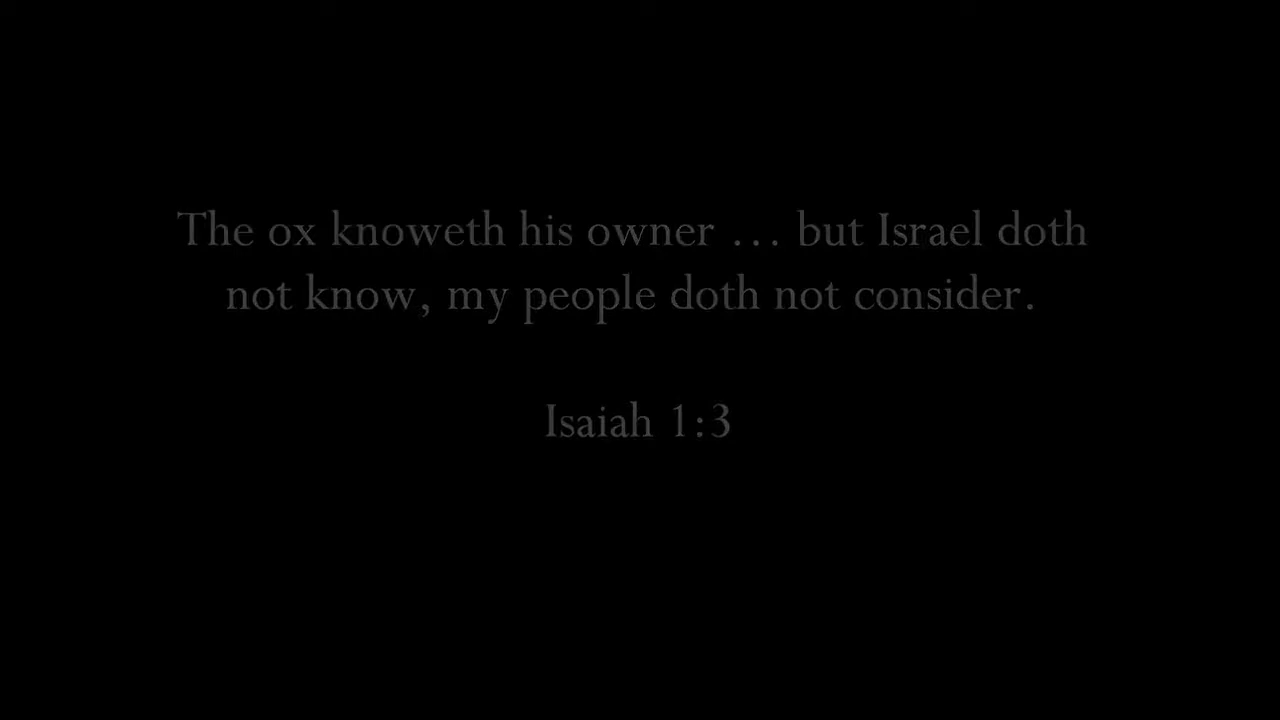 The ox knoweth his owner … but Israel doth
not know, my people doth not consider.
Isaiah 1:3